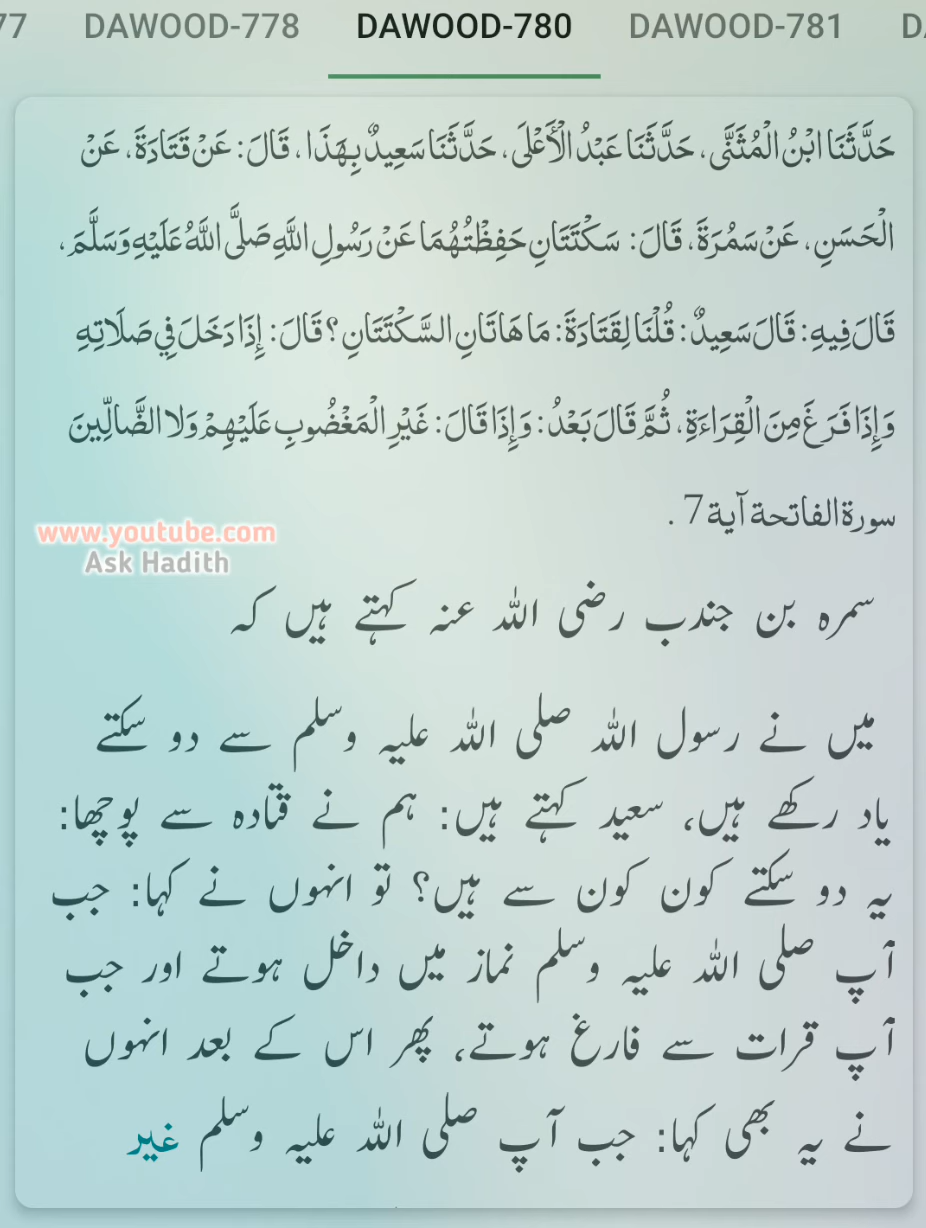 77 DAWOOD-778 DAWOOD-780 DAWOOD-781 D
حَدَّثَنَا ابْنُ الْمُثَنَّى، حَدَّثَنَا عَبْدُ الْأَعْلَى، حَدَّثَنَا سَعِيدٌ بِهَذَا، قَالَ: عَنْ قَتَادَةَ، عَنْ
الْحَسَنِ، عَنْ سَمُرَةَ، قَالَ: سَكْتَتَانِ حَفِظْتُهُمَا عَنْ رَسُولِ اللَّهِ صَلَّى اللَّهُ عَلَيْهِ وَسَلَّمَ،
قَالَ فِيهِ: قَالَ سَعِيدٌ: قُلْنَا لِقَتَادَةَ: مَا هَاتَانِ السَّكْتَتَانِ؟ قَالَ: إِذَا دَخَلَ فِي صَلَاتِهِ
وَإِذَا فَرَغَ مِنَ الْقِرَاءَةِ، ثُمَّ قَالَ بَعْدُ: وَإِذَا قَالَ: غَيْرِ الْمَغْضُوبِ عَلَيْهِمْ وَلا الضَّالِّينَ
سورة الفاتحة آية 7 .
www.youtube.com
Ask Hadith
سمرہ بن جندب رضی اللہ عنہ کہتے ہیں کہ
میں نے رسول اللہ صلی اللہ علیہ وسلم سے دو سکتے
یاد رکھے ہیں، سعید کہتے ہیں: ہم نے قتادہ سے پوچھا:
یہ دو سکتے کون کون سے ہیں؟ تو انہوں نے کہا: جب
آپ صلی اللہ علیہ وسلم نماز میں داخل ہوتے اور جب
آپ قرات سے فارغ ہوتے، پھر اس کے بعد انہوں
نے یہ بھی کہا: جب آپ صلی اللہ علیہ وسلم غير